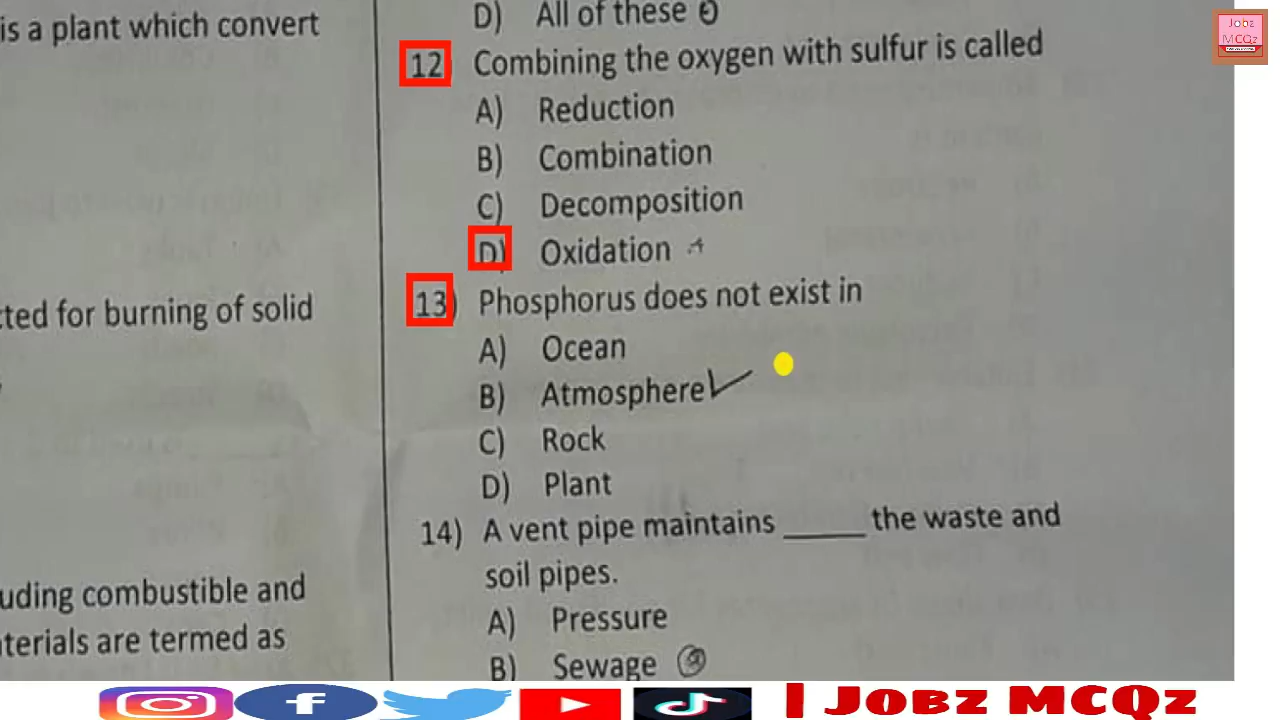 is a plant which convert
cted for burning of solid
uding combustible and
aterials are termed as
D) All of these
12 Combining the oxygen with sulfur is called
A) Reduction
B) Combination
C) Decomposition
D) Oxidation
13) Phosphorus does not exist in
A) Ocean
B) Atmosphere
C) Rock
D) Plant
14) A vent pipe maintains _____ the waste and
soil pipes.
A) Pressure
B) Sewage
Jobz
MCQz
| Jobz MCQz